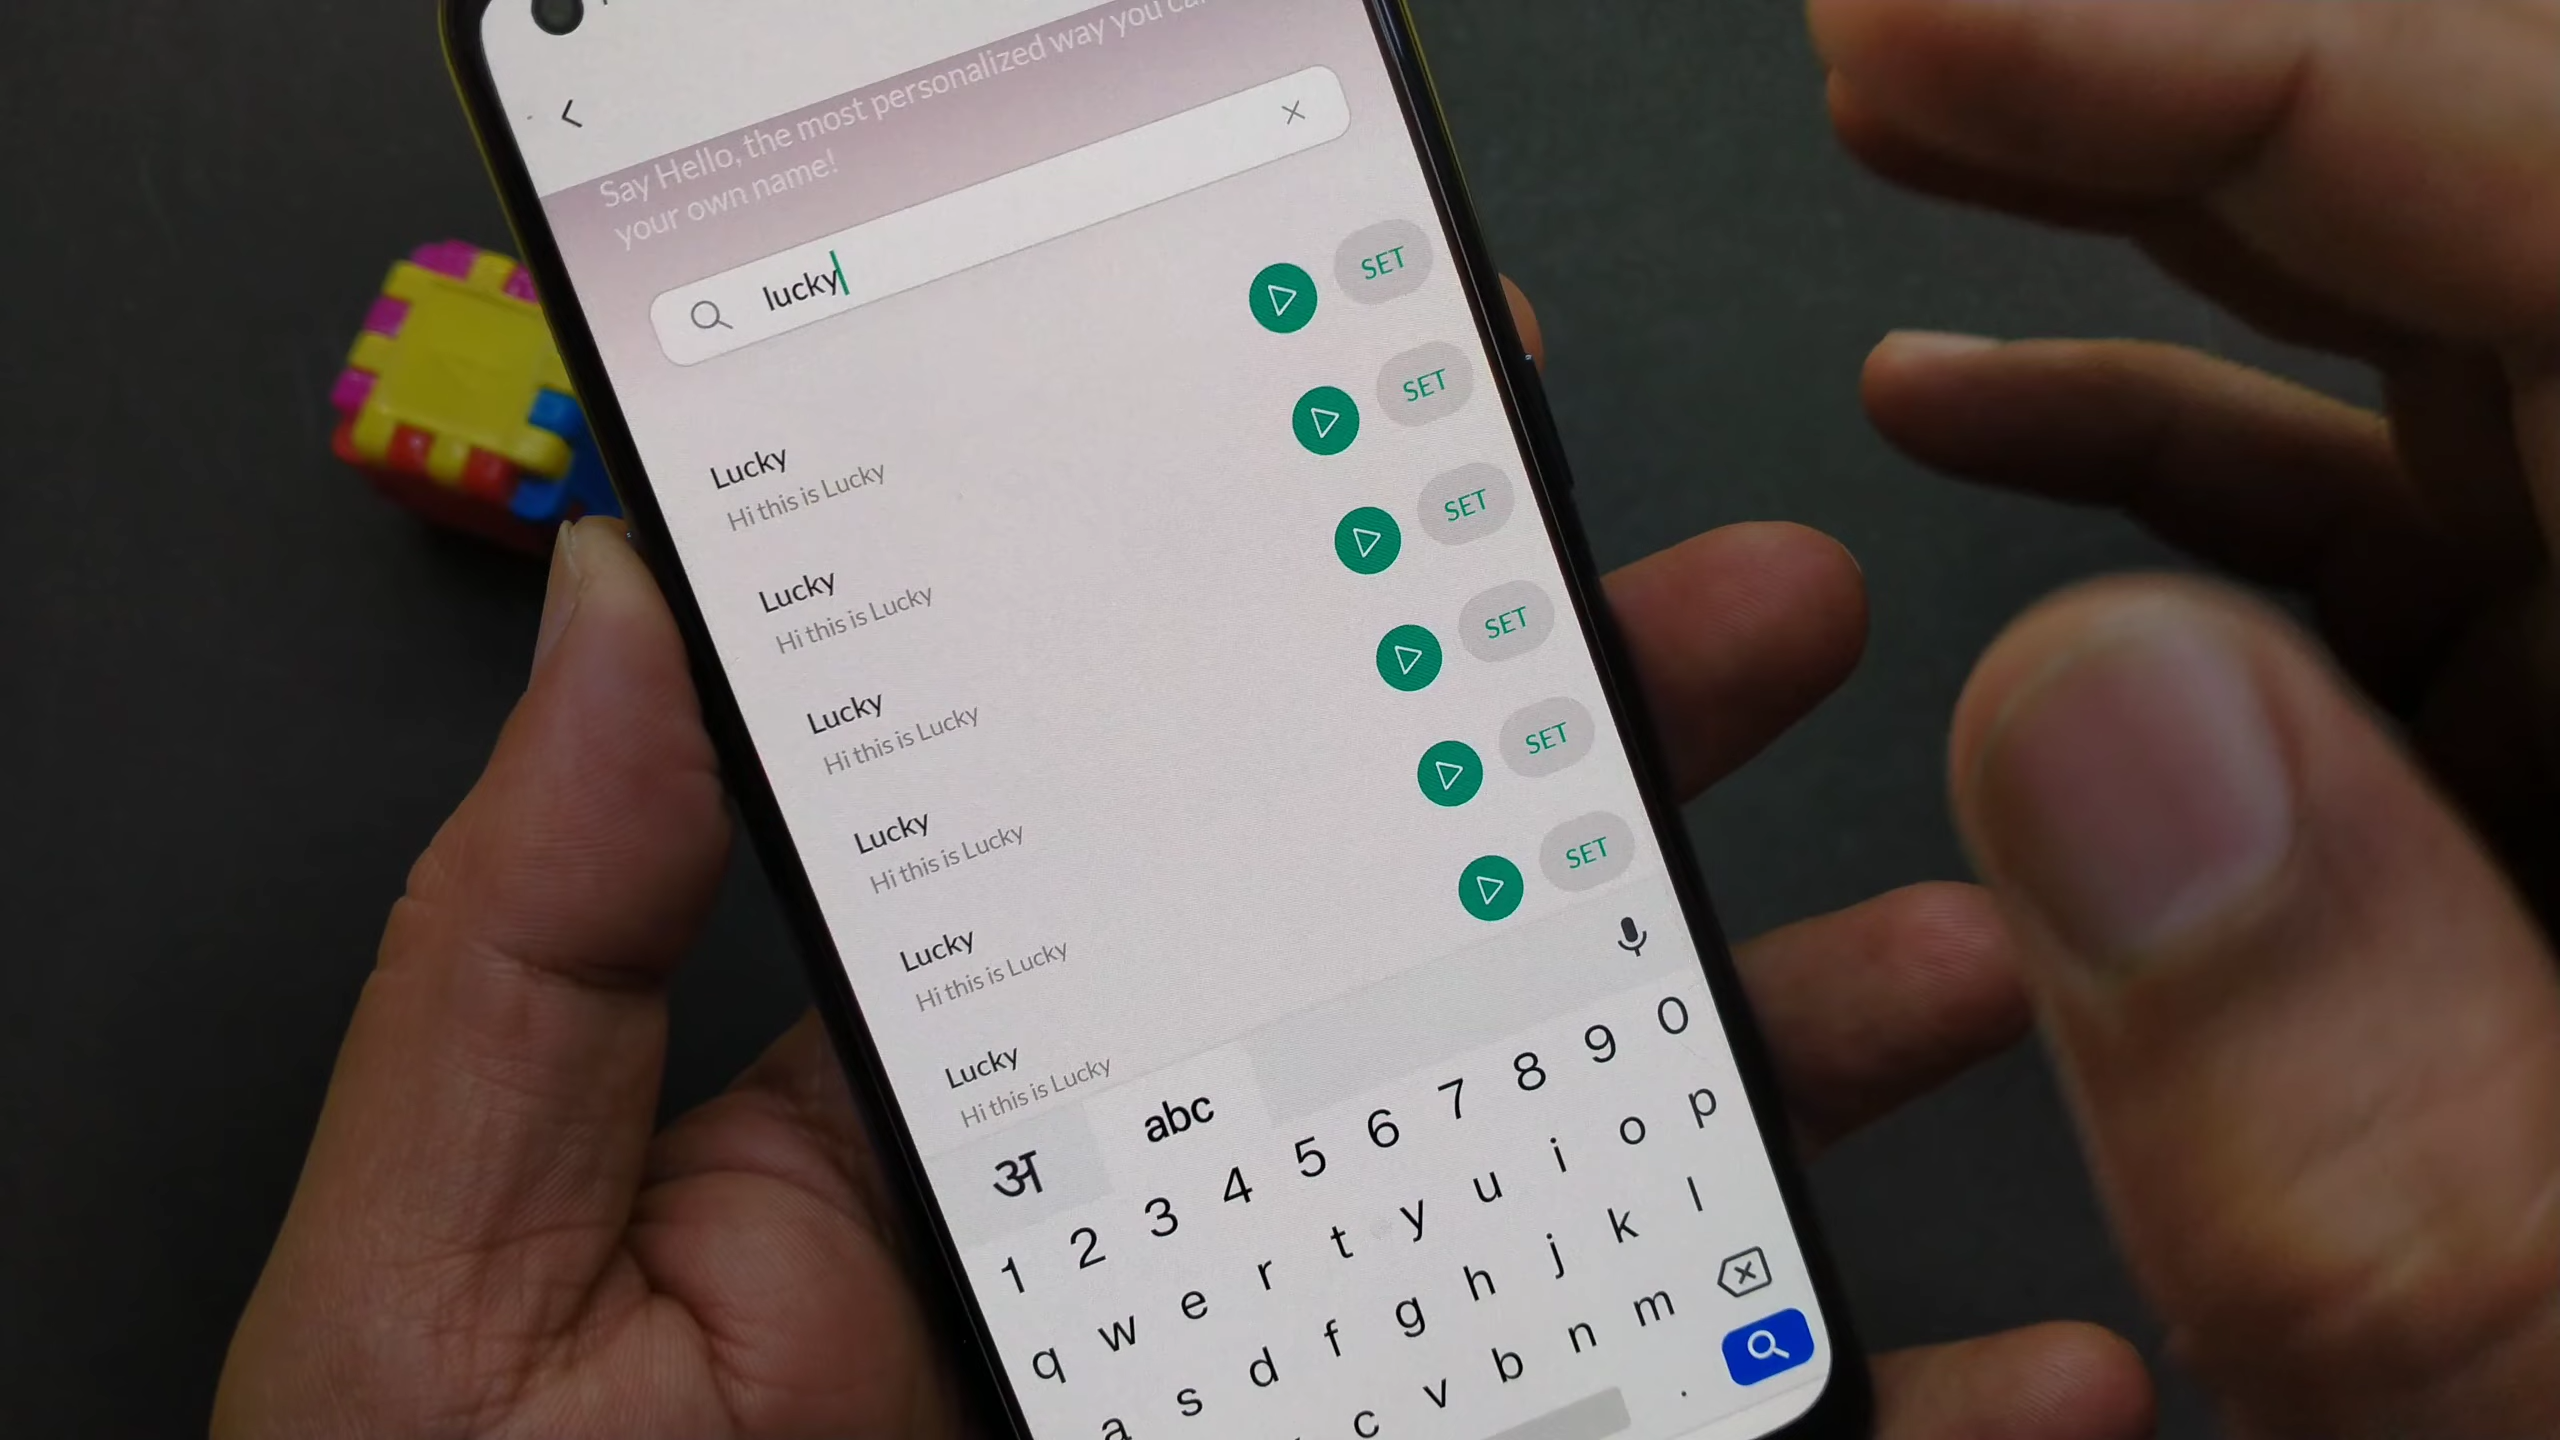 Say Hello, the most personalized way you
your own name!
lucky
SET
Lucky
Hi this is Lucky
SET
Lucky
Hi this is Lucky
SET
Lucky
Hi this is Lucky
SET
Lucky
Hi this is Lucky
SET
Lucky
Hi this is Lucky
SET
Lucky
Hi this is Lucky
अ abc
1 2 3 4 5 6 7 8 9 0
q w e r t y u i o p
a s d f g h j k l
c v b n m
.